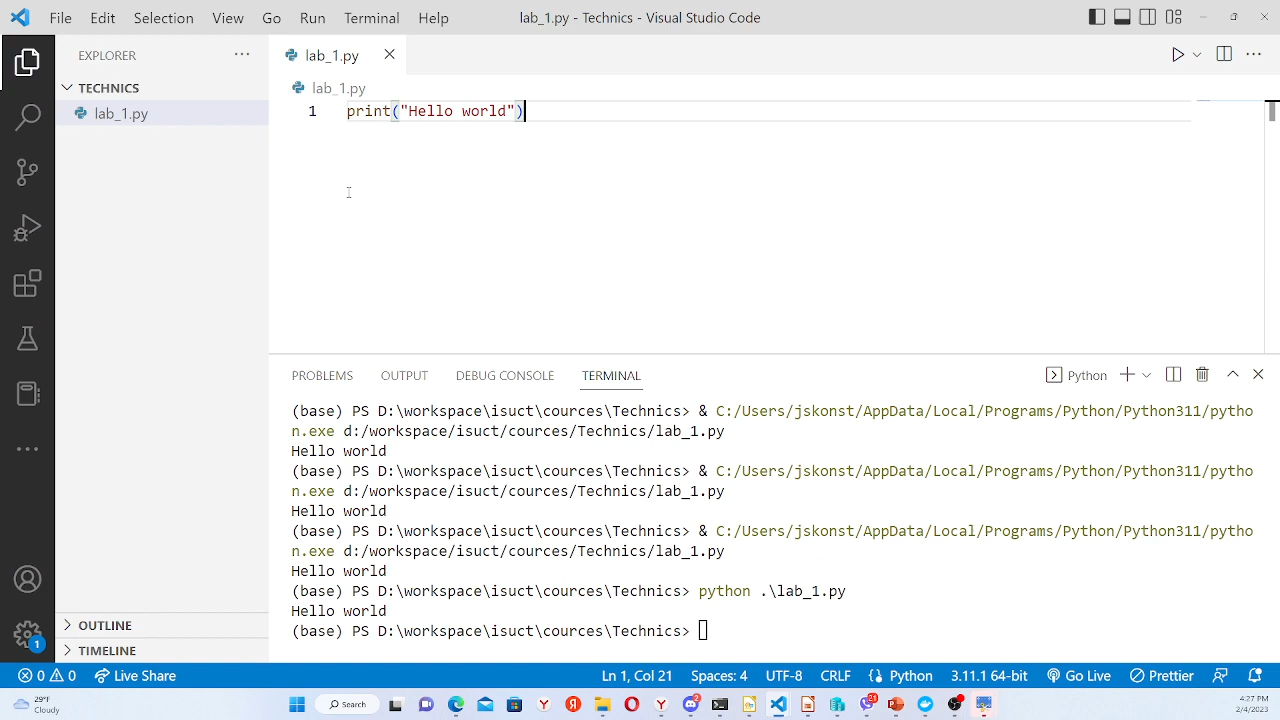 File Edit Selection View Go Run Terminal Help lab_1.py - Technics - Visual Studio Code
EXPLORER
lab_1.py
TECHNICS
lab_1.py
lab_1.py
1 print("Hello world")
PROBLEMS OUTPUT DEBUG CONSOLE TERMINAL Python
(base) PS D:\workspace\isuct\cources\Technics> & C:/Users/jskonst/AppData/Local/Programs/Python/Python311/pytho
n.exe d:/workspace/isuct/cources/Technics/lab_1.py
Hello world
(base) PS D:\workspace\isuct\cources\Technics> & C:/Users/jskonst/AppData/Local/Programs/Python/Python311/pytho
n.exe d:/workspace/isuct/cources/Technics/lab_1.py
Hello world
(base) PS D:\workspace\isuct\cources\Technics> & C:/Users/jskonst/AppData/Local/Programs/Python/Python311/pytho
n.exe d:/workspace/isuct/cources/Technics/lab_1.py
Hello world
(base) PS D:\workspace\isuct\cources\Technics> python .\lab_1.py
Hello world
(base) PS D:\workspace\isuct\cources\Technics>
OUTLINE
TIMELINE
1
0 0 Live Share Ln 1, Col 21 Spaces: 4 UTF-8 CRLF Python 3.11.1 64-bit Go Live Prettier
29°F
Cloudy
Search
4:27 PM
2/4/2023